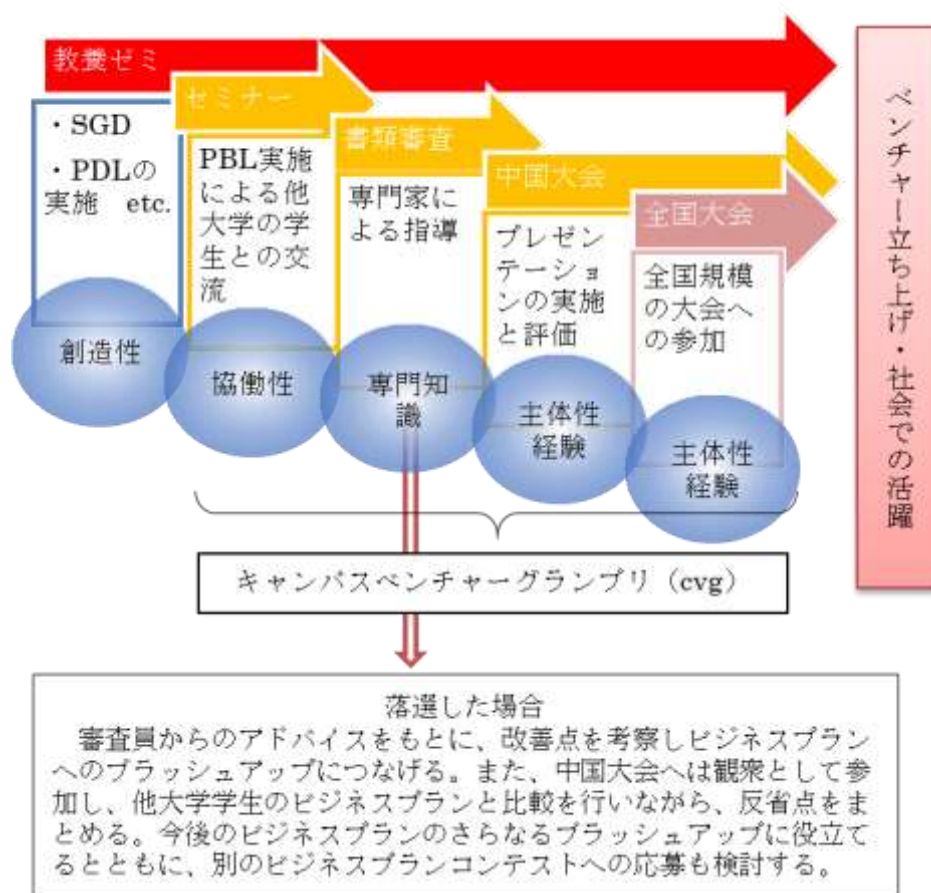 教養ゼミ
・SGD
・PDLの
実施 etc.
創造性
セミナー
PBL実施
による他
大学の学
生との交
流
協働性
書類審査
専門家に
よる指導
専門知
識
中国大会
プレゼン
テーショ
ンの実施
と評価
主体性
経験
全国大会
全国規模
の大会へ
の参加
主体性
経験
ベンチャー立ち上げ・社会での活躍
キャンパスベンチャーグランプリ（cvg）
落選した場合
審査員からのアドバイスをもとに、改善点を考察しビジネスプラン
へのブラッシュアップにつなげる。また、中国大会へは観衆として参
加し、他大学学生のビジネスプランと比較を行いながら、反省点をま
とめる。今後のビジネスプランのさらなるブラッシュアップに役立て
るとともに、別のビジネスプランコンテストへの応募も検討する。